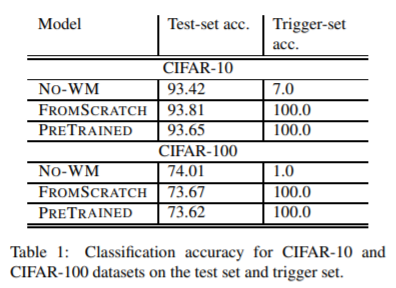 Model Test-set acc. Trigger-set
acc.
CIFAR-10
NO-WM 93.42 7.0
FROMSCRATCH 93.81 100.0
PRETRAINED 93.65 100.0
CIFAR-100
NO-WM 74.01 1.0
FROMSCRATCH 73.67 100.0
PRETRAINED 73.62 100.0
Table 1: Classification accuracy for CIFAR-10 and
CIFAR-100 datasets on the test set and trigger set.